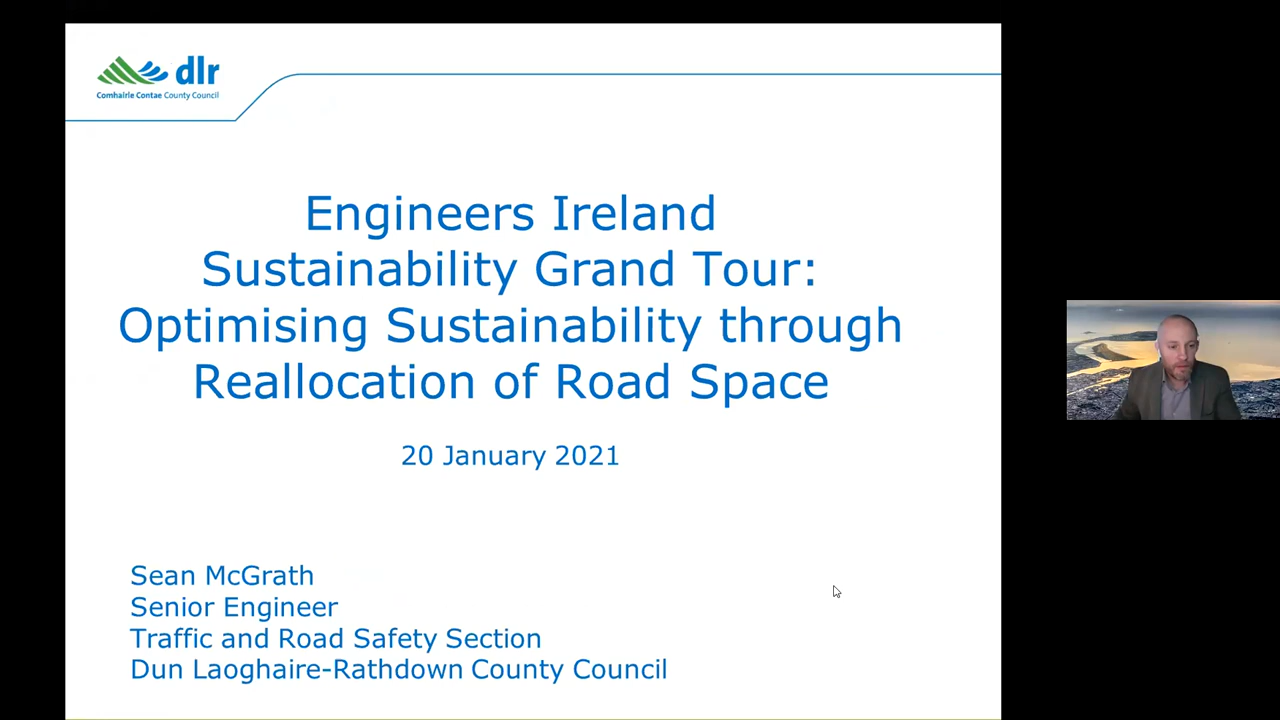 dlr
Comhairle Contae County Council
Engineers Ireland
Sustainability Grand Tour:
Optimising Sustainability through
Reallocation of Road Space
20 January 2021
Sean McGrath
Senior Engineer
Traffic and Road Safety Section
Dun Laoghaire-Rathdown County Council